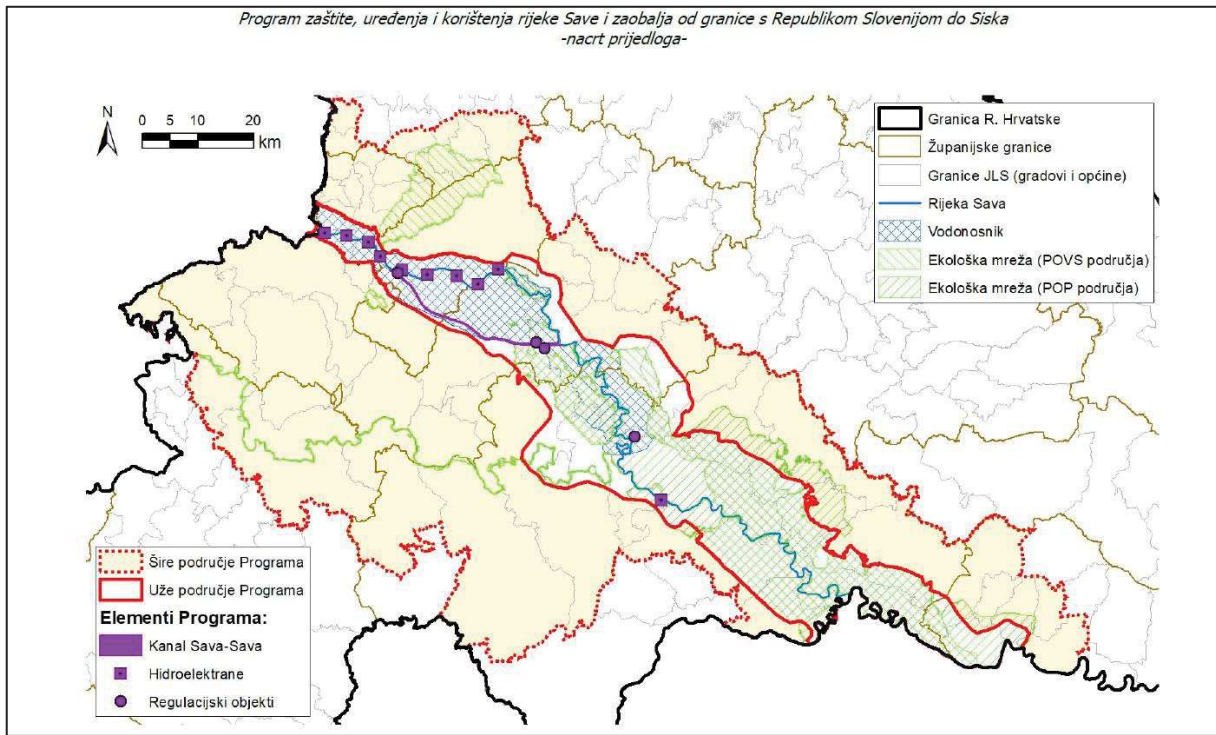 Program zaštite, uređenja i korištenja rijeke Save i zaobalja od granice s Republikom Slovenijom do Siska
-nacrt prijedloga-
N
0 5 10 20
km
Granica R. Hrvatske
Županijske granice
Granice JLS (gradovi i općine)
Rijeka Sava
Vodonosnik
Ekološka mreža (POVS područja)
Ekološka mreža (POP područja)
Šire područje Programa
Uže područje Programa
Elementi Programa:
Kanal Sava-Sava
Hidroelektrane
Regulacijski objekti